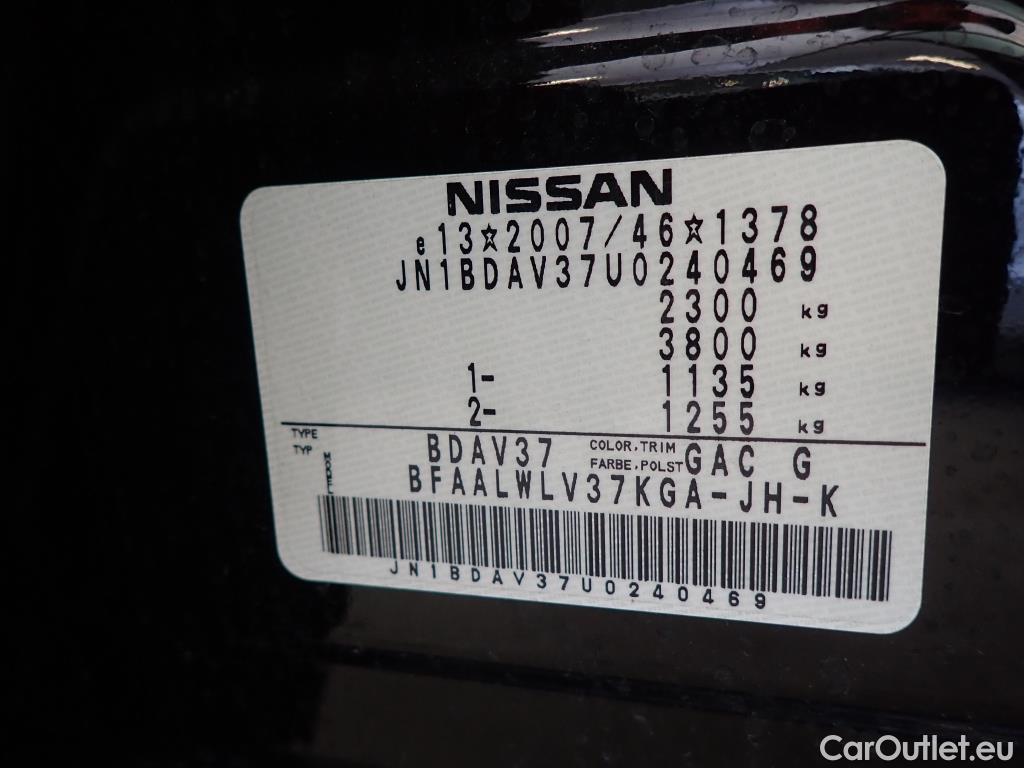 NISSAN
e13☆2007/46☆1378
JN1BDAV37U0240469
2300 kg
3800 kg
1- 1135 kg
2- 1255 kg
TYPE BDAV37 COLOR,TRIM GAC G
TYP FARBE,POLST
MODELL BFAALWLV37KGA-JH-K
JN1BDAV37U0240469
CarOutlet.eu